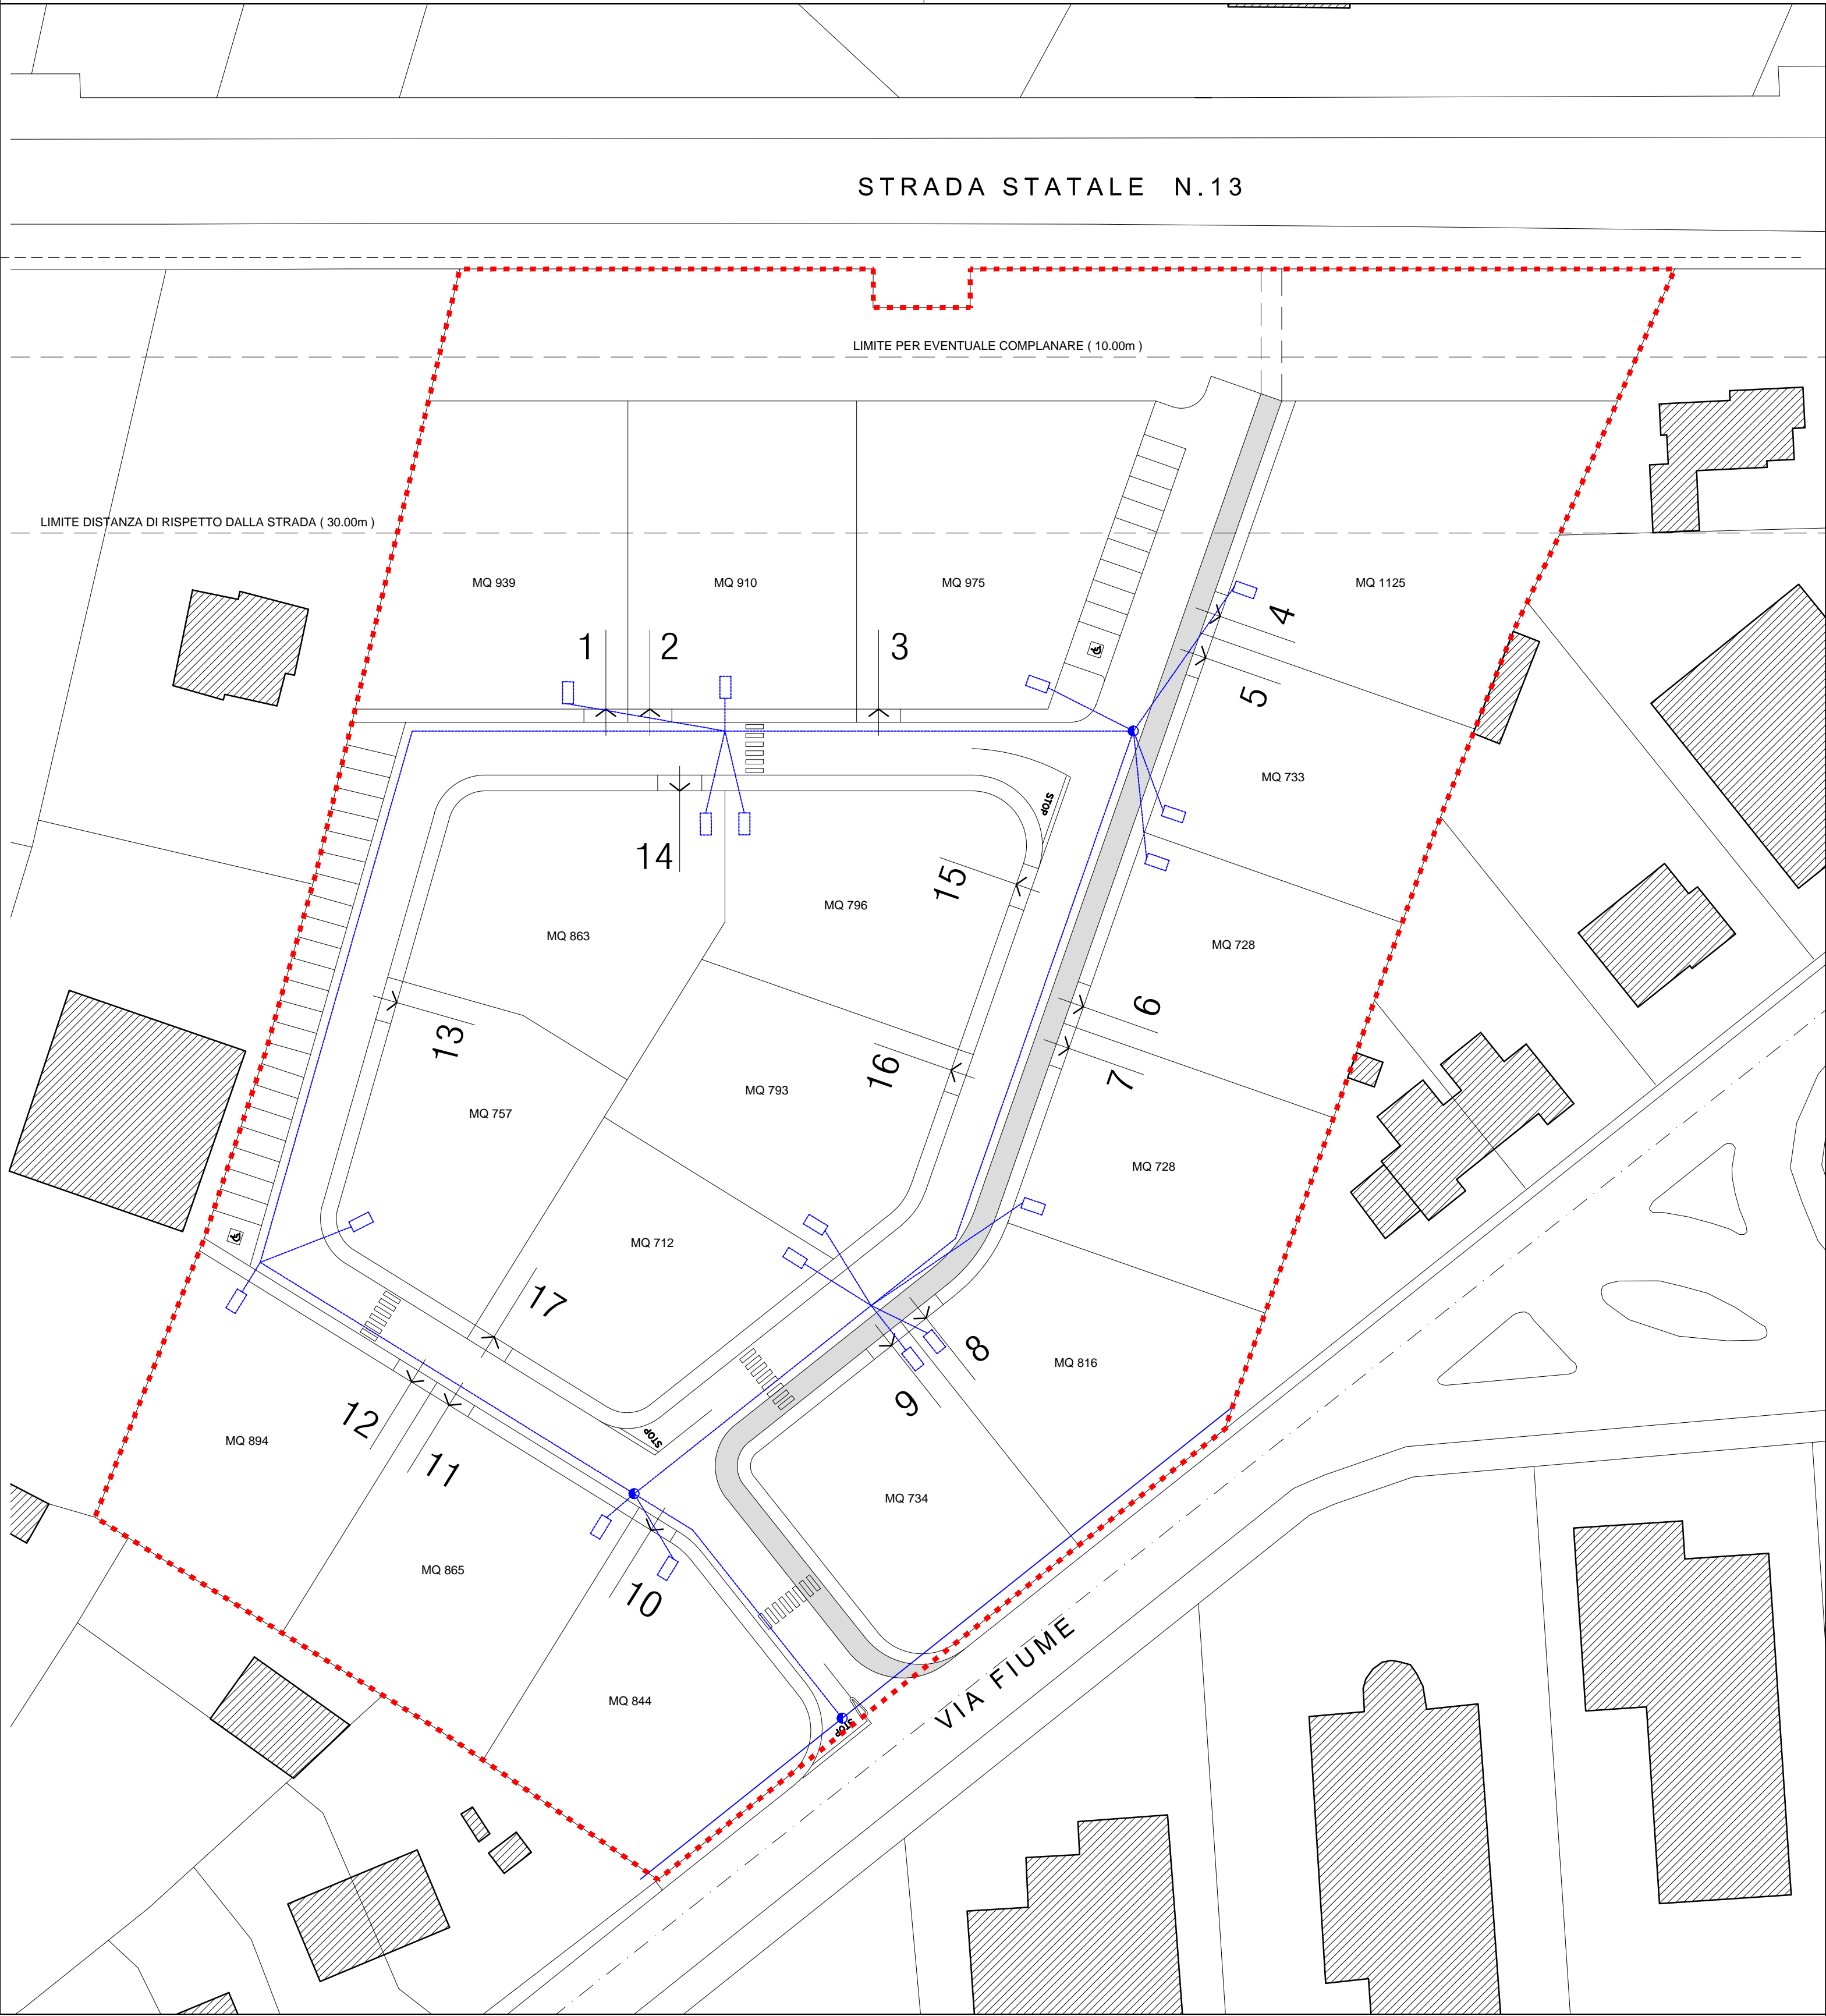 STRADA STATALE N.13
LIMITE PER EVENTUALE COMPLANARE ( 10.00m )
LIMITE DISTANZA DI RISPETTO DALLA STRADA ( 30.00m )
MQ 939
MQ 910
MQ 975
MQ 1125
4
1
2
3
5
MQ 733
STOP
14
15
MQ 796
MQ 863
MQ 728
6
13
16
7
MQ 793
MQ 757
MQ 728
MQ 712
17
8
MQ 816
9
12
STOP
MQ 894
11
MQ 734
MQ 865
10
VIA FIUME
MQ 844
STOP